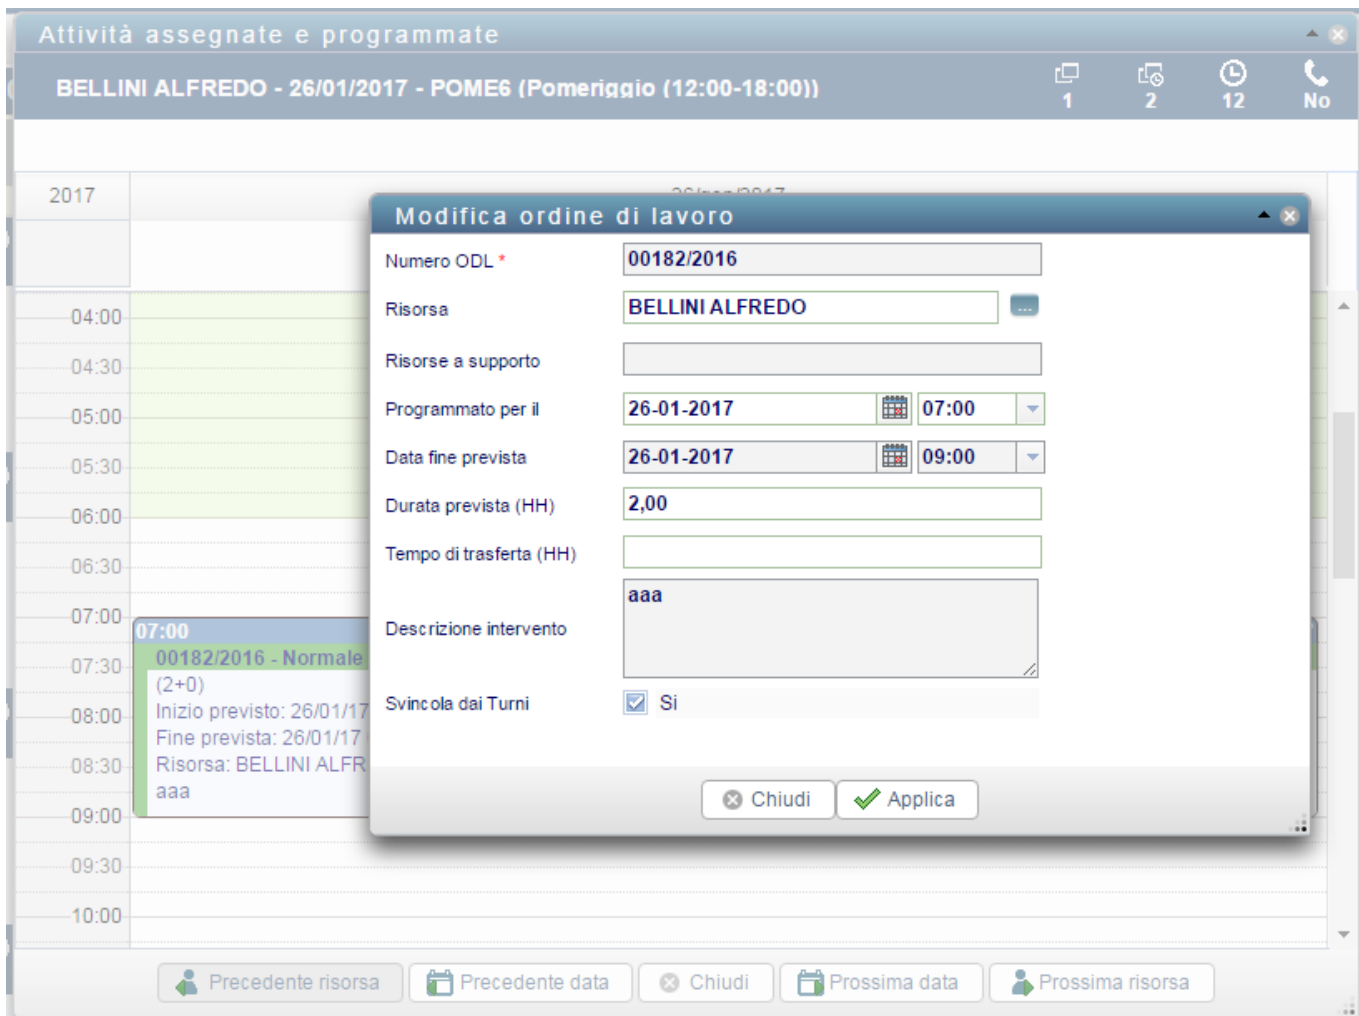 Attività assegnate e programmate
BELLINI ALFREDO - 26/01/2017 - POME6 (Pomeriggio (12:00-18:00))
1
2
12
No
2017
26/gen/2017
04:00
04:30
05:00
05:30
06:00
06:30
07:00
07:30
08:00
08:30
09:00
09:30
10:00
07:00
00182/2016 - Normale
(2+0)
Inizio previsto: 26/01/17
Fine prevista: 26/01/17
Risorsa: BELLINI ALFR
aaa
Modifica ordine di lavoro
Numero ODL * 00182/2016
Risorsa BELLINI ALFREDO ...
Risorse a supporto
Programmato per il 26-01-2017 07:00
Data fine prevista 26-01-2017 09:00
Durata prevista (HH) 2,00
Tempo di trasferta (HH)
Descrizione intervento aaa
Svincola dai Turni Si
Chiudi Applica
Precedente risorsa Precedente data Chiudi Prossima data Prossima risorsa